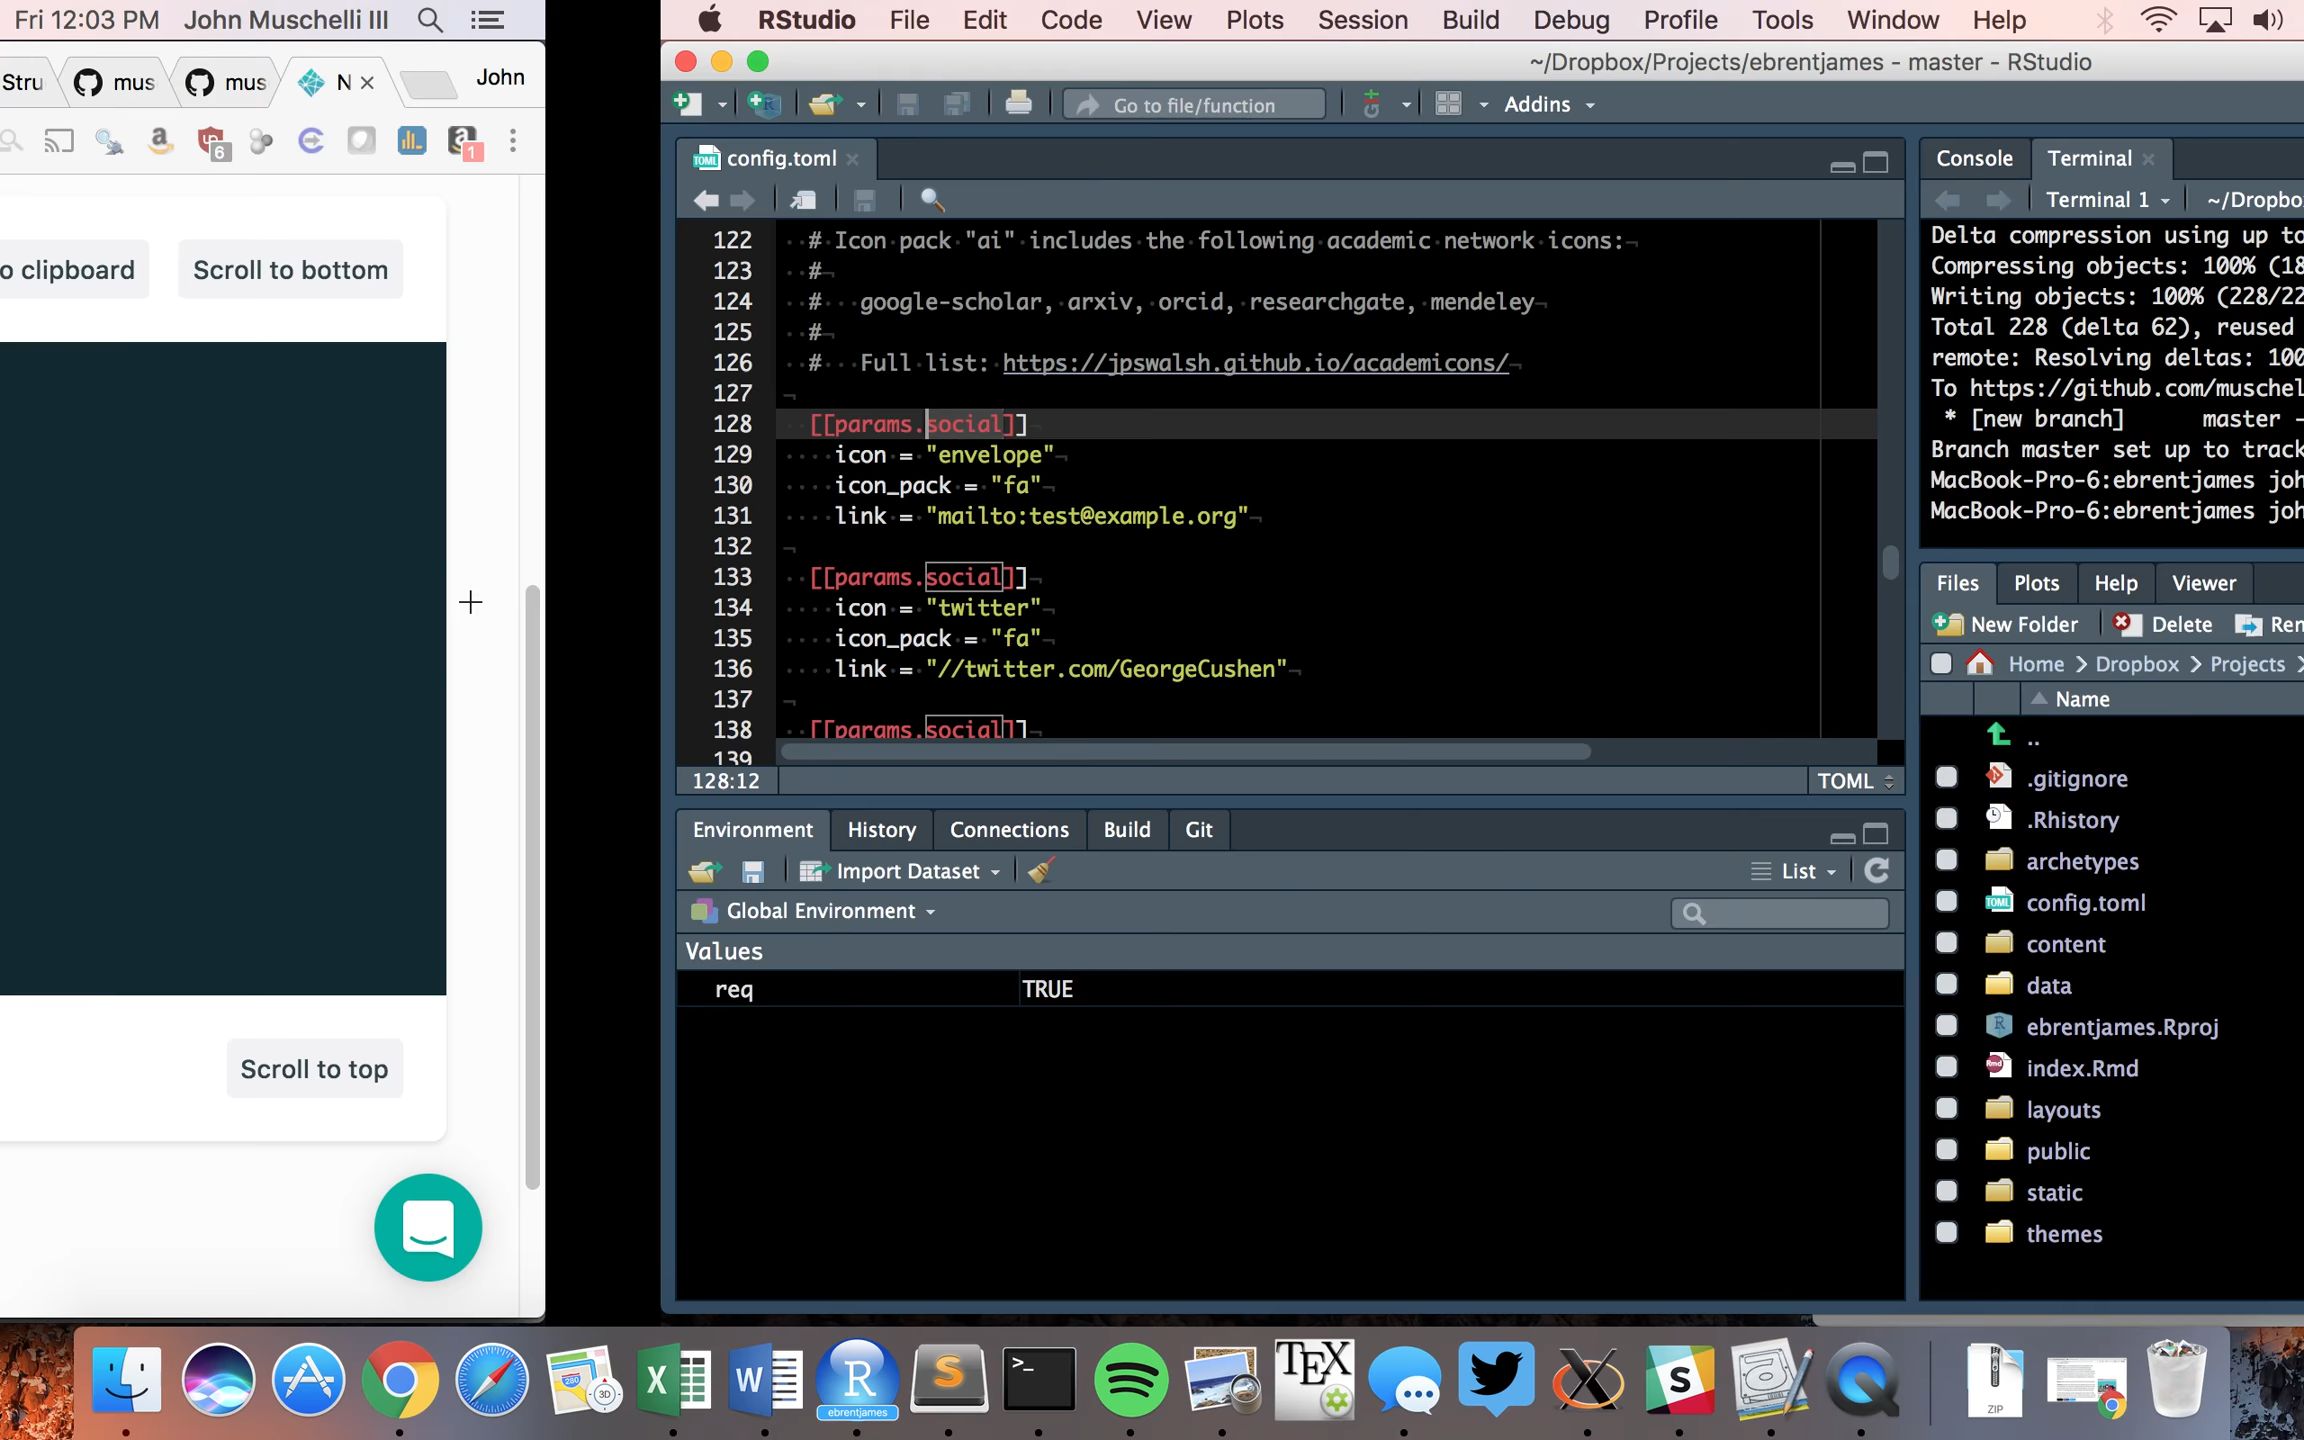 Fri 12:03 PM John Muschelli III
Stru mus mus N John
6 1
o clipboard Scroll to bottom
Scroll to top
RStudio File Edit Code View Plots Session Build Debug Profile Tools Window Help
~/Dropbox/Projects/ebrentjames - master - RStudio
Go to file/function Addins
config.toml
122 # Icon pack "ai" includes the following academic network icons:
123 #
124 # google-scholar, arxiv, orcid, researchgate, mendeley
125 #
126 # Full list: https://jpswalsh.github.io/academicons/
127
128 [[params.social]]
129 icon = "envelope"
130 icon_pack = "fa"
131 link = "mailto:test@example.org"
132
133 [[params.social]]
134 icon = "twitter"
135 icon_pack = "fa"
136 link = "//twitter.com/GeorgeCushen"
137
138 [[params.social]]
139
128:12 TOML
Environment History Connections Build Git
Import Dataset List
Global Environment
Values
req TRUE
Console Terminal
Terminal 1 ~/Dropbo
Delta compression using up to
Compressing objects: 100% (18
Writing objects: 100% (228/22
Total 228 (delta 62), reused
remote: Resolving deltas: 100
To https://github.com/muschel
* [new branch] master -
Branch master set up to track
MacBook-Pro-6:ebrentjames joh
MacBook-Pro-6:ebrentjames joh
Files Plots Help Viewer
New Folder Delete Ren
Home Dropbox Projects
Name
..
.gitignore
.Rhistory
archetypes
config.toml
content
data
ebrentjames.Rproj
index.Rmd
layouts
public
static
themes
280 3D X W R ebrentjames S >_ TEX S ZIP